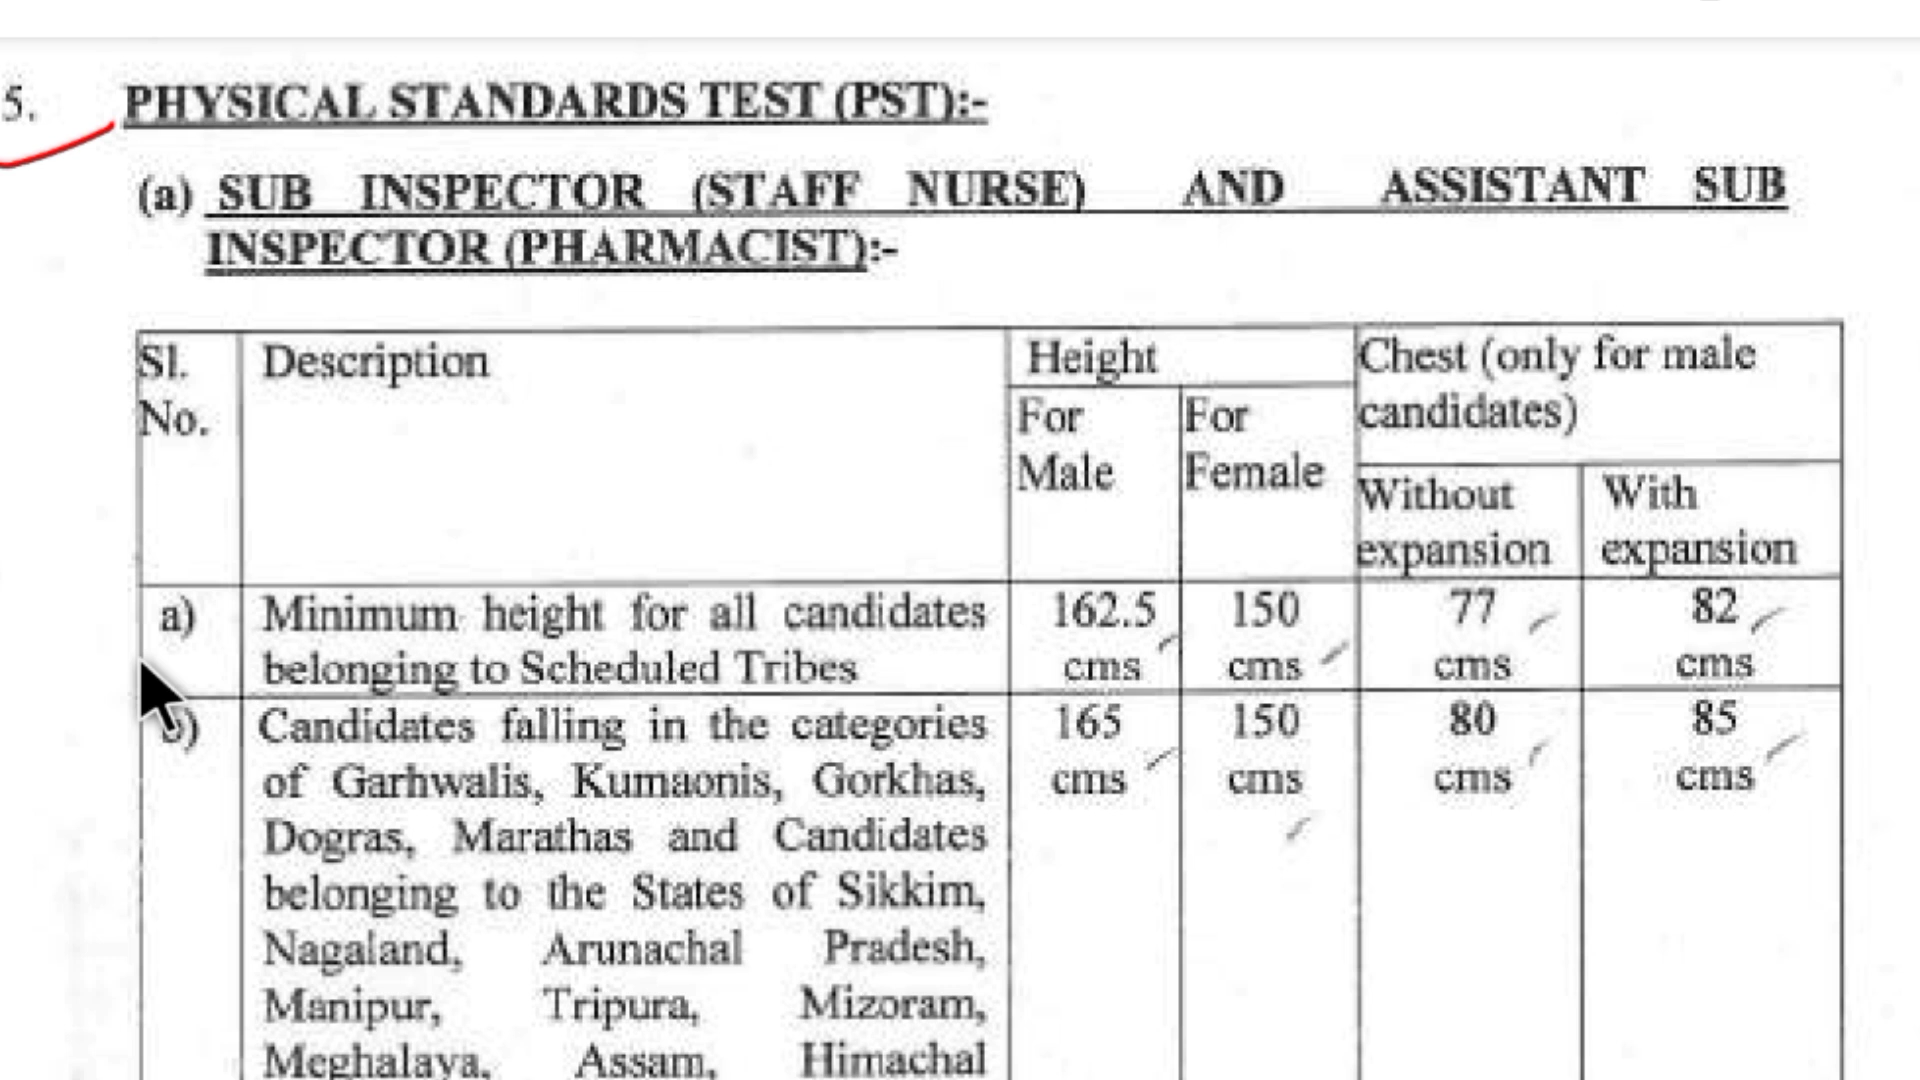 5. PHYSICAL STANDARDS TEST (PST):-
(a) SUB INSPECTOR (STAFF NURSE) AND ASSISTANT SUB
INSPECTOR (PHARMACIST):-
Sl.
No.
Description
Height
For
Male
For
Female
Chest (only for male
candidates)
Without
expansion
With
expansion
a)
Minimum height for all candidates
belonging to Scheduled Tribes
162.5
cms
150
cms
77
cms
82
cms
Candidates falling in the categories
of Garhwalis, Kumaonis, Gorkhas,
Dogras, Marathas and Candidates
belonging to the States of Sikkim,
Nagaland, Arunachal Pradesh,
Manipur, Tripura, Mizoram,
Meghalaya, Assam, Himachal
165
cms
150
cms
80
cms
85
cms